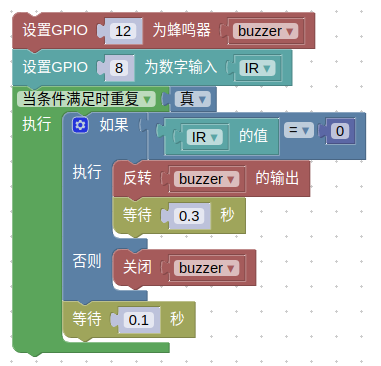 设置GPIO 12 为蜂鸣器 buzzer
设置GPIO 8 为数字输入 IR
当条件满足时重复 真
执行 如果 IR 的值 = 0
执行 反转 buzzer 的输出
等待 0.3 秒
否则 关闭 buzzer
等待 0.1 秒